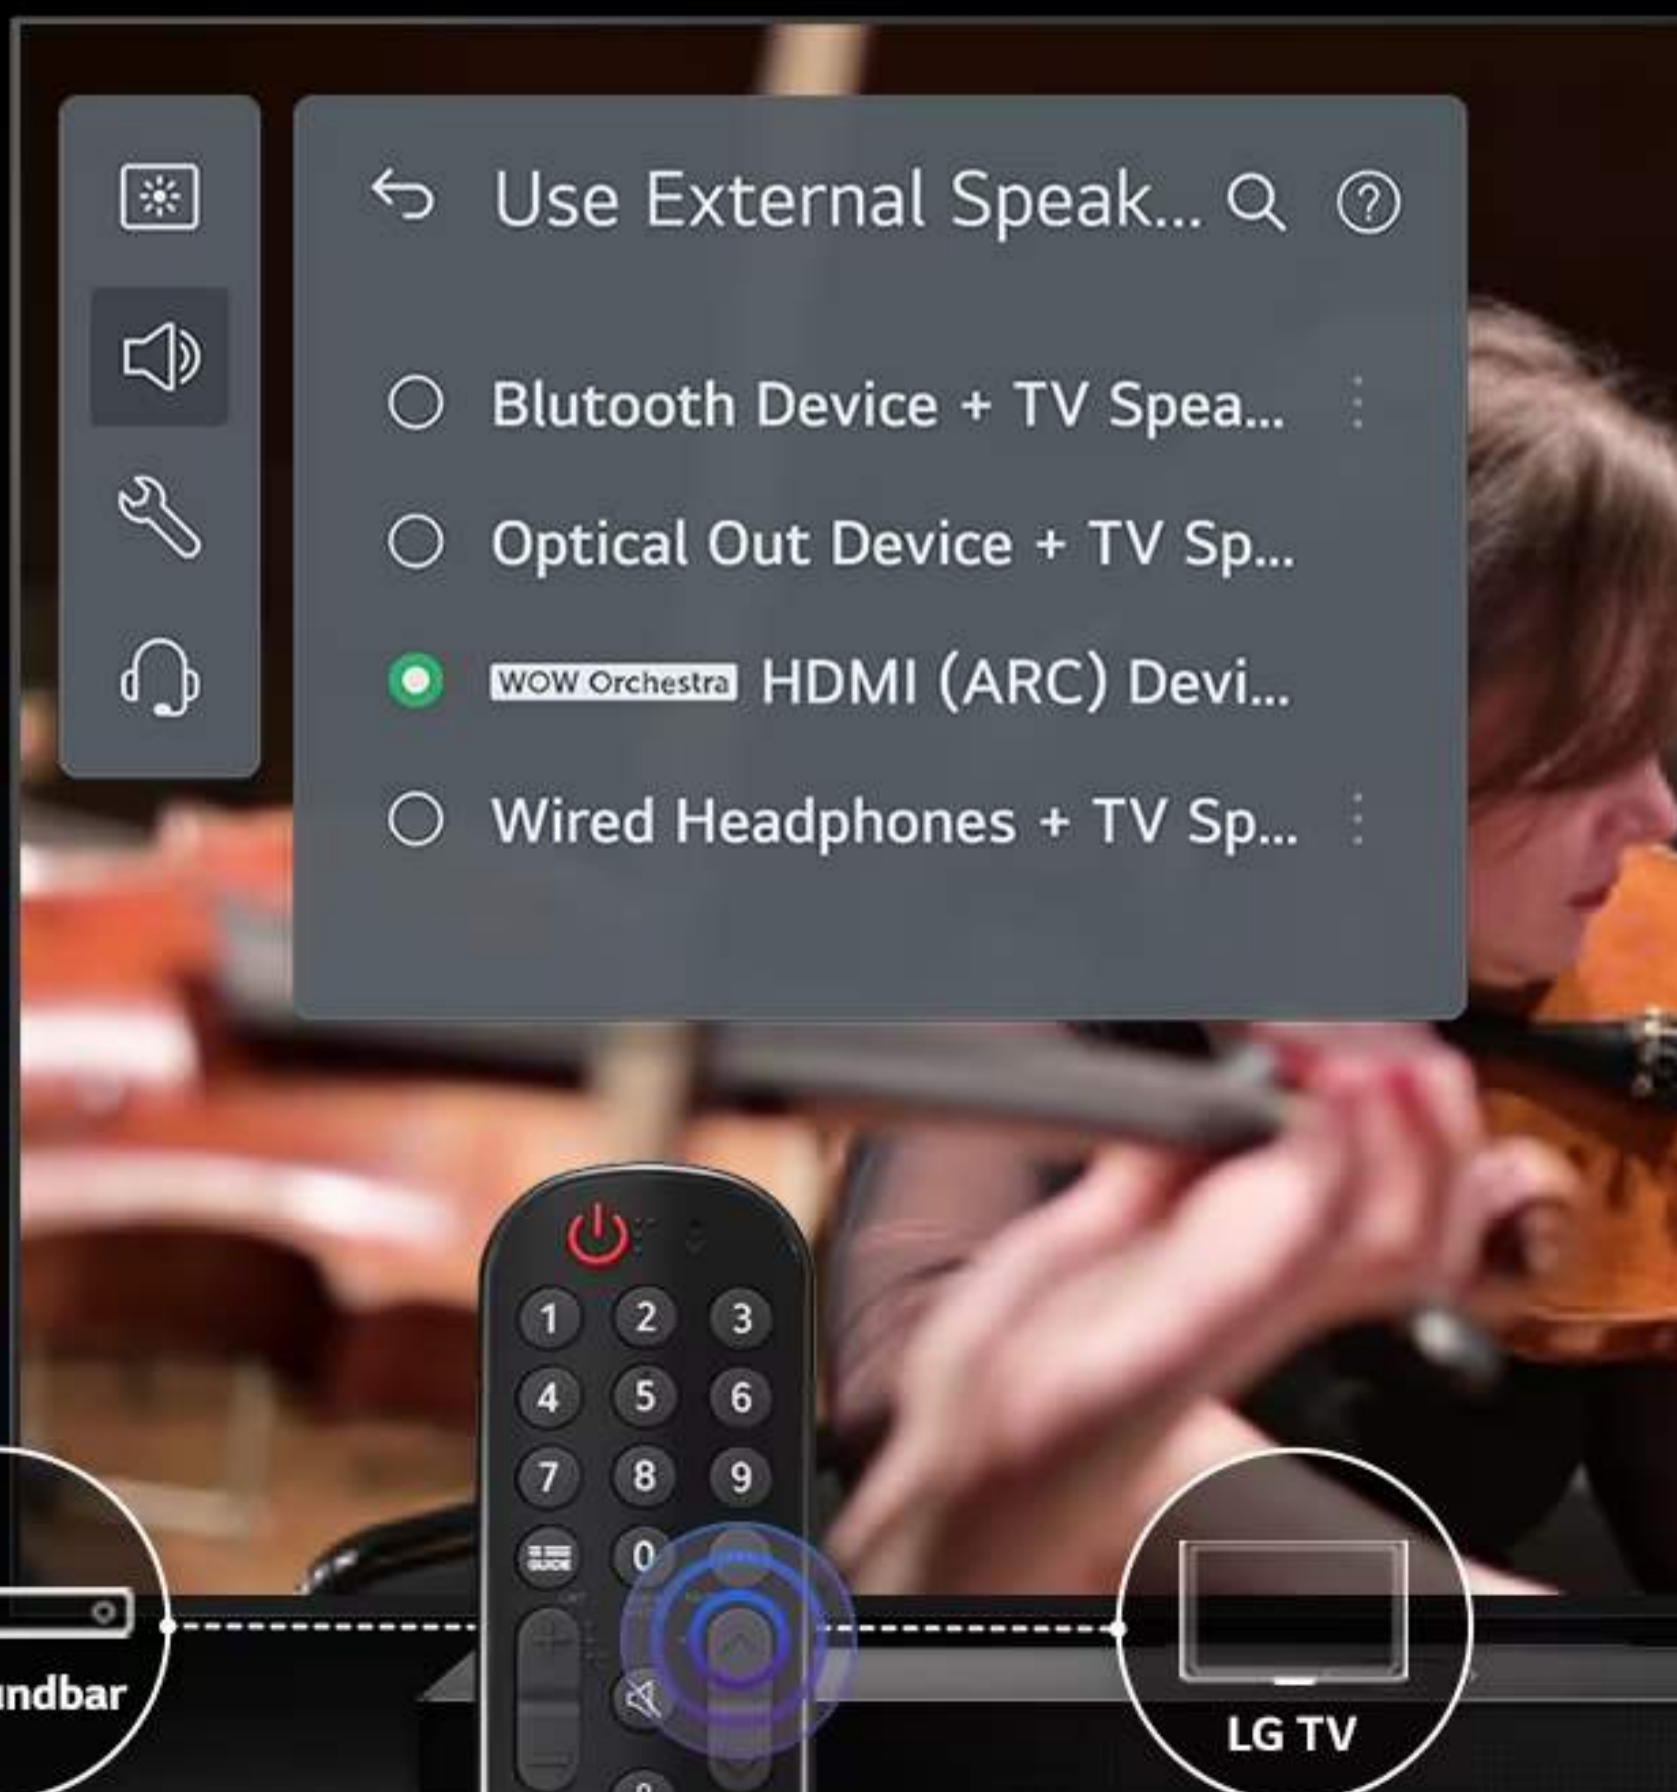 Use External Speak...
Blutooth Device + TV Spea...
Optical Out Device + TV Sp...
WOW Orchestra HDMI (ARC) Devi...
Wired Headphones + TV Sp...
1 2 3
4 5 6
7 8 9
GUIDE 0
ndbar
LG TV